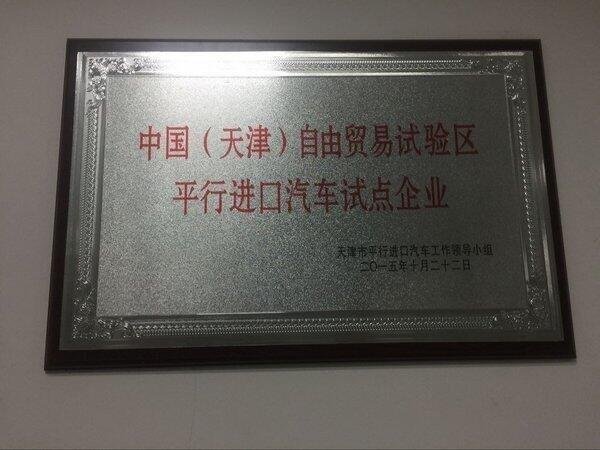 中国（天津）自由贸易试验区
平行进口汽车试点企业
天津市平行进口汽车工作领导小组
二〇一五年十月二十二日